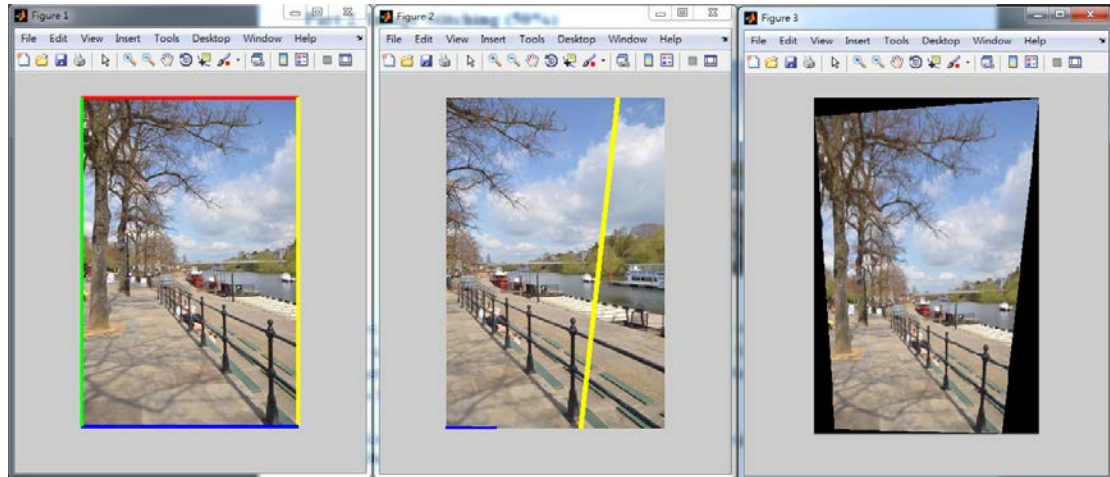 Figure 1
File Edit View Insert Tools Desktop Window Help
Figure 2
File Edit View Insert Tools Desktop Window Help
Figure 3
File Edit View Insert Tools Desktop Window Help